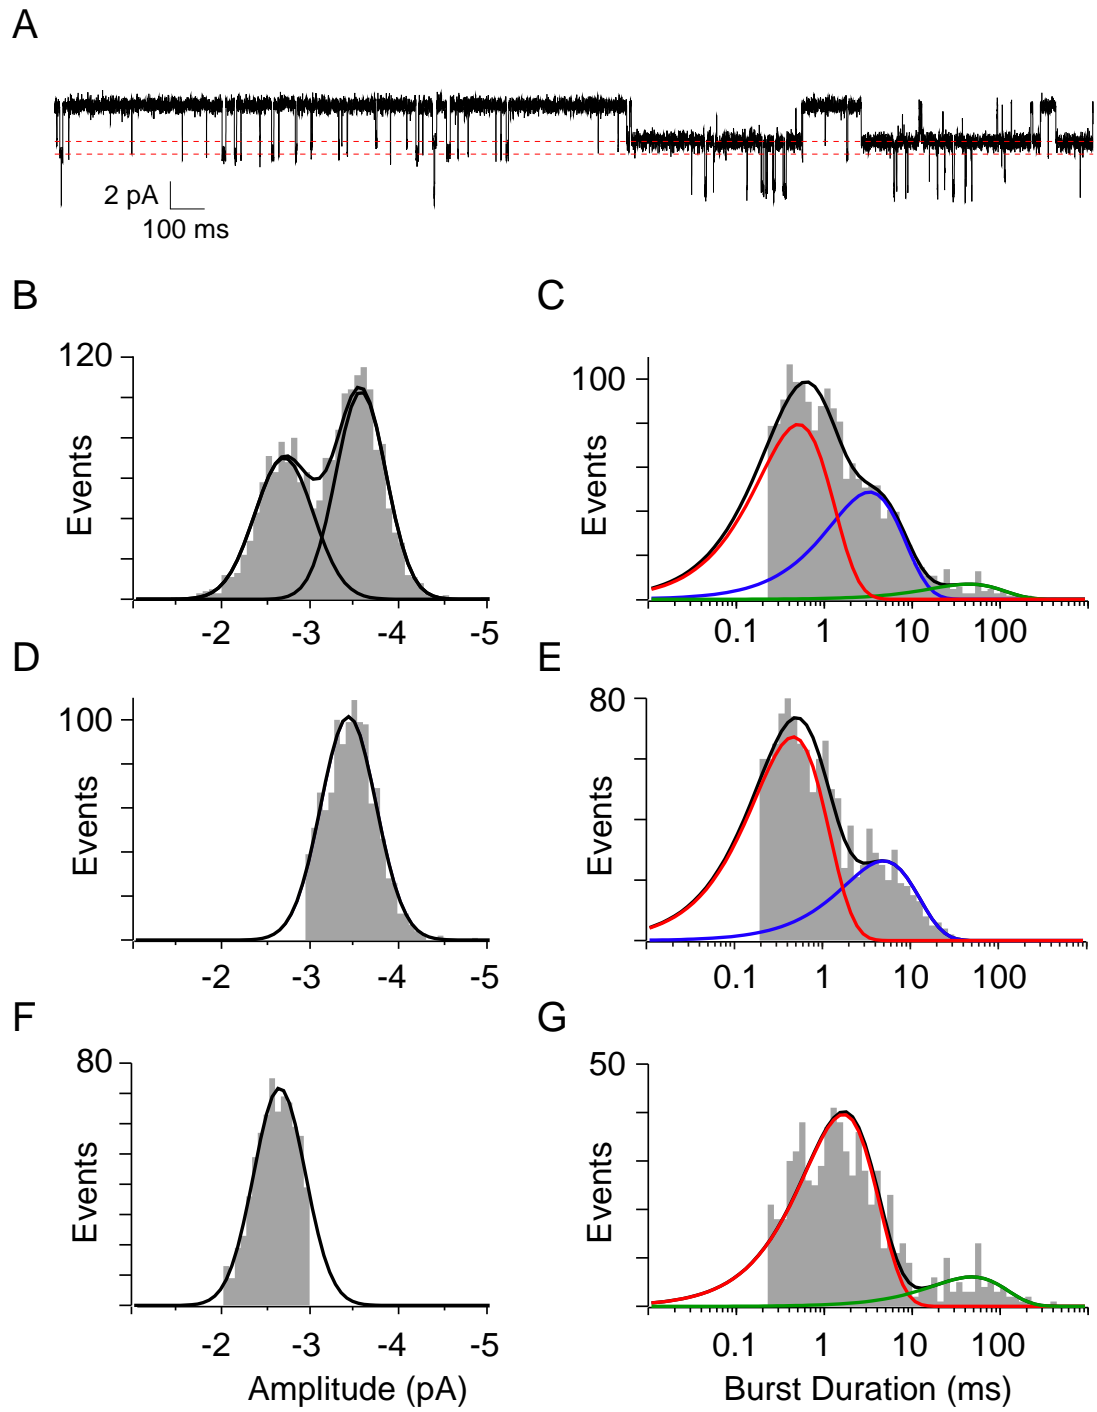 A
2 pA
100 ms
B
C
120
Events
-2 -3 -4 -5
100
Events
0.1 1 10 100
D
E
100
Events
-2 -3 -4 -5
80
Events
0.1 1 10 100
F
G
80
Events
-2 -3 -4 -5
Amplitude (pA)
50
Events
0.1 1 10 100
Burst Duration (ms)